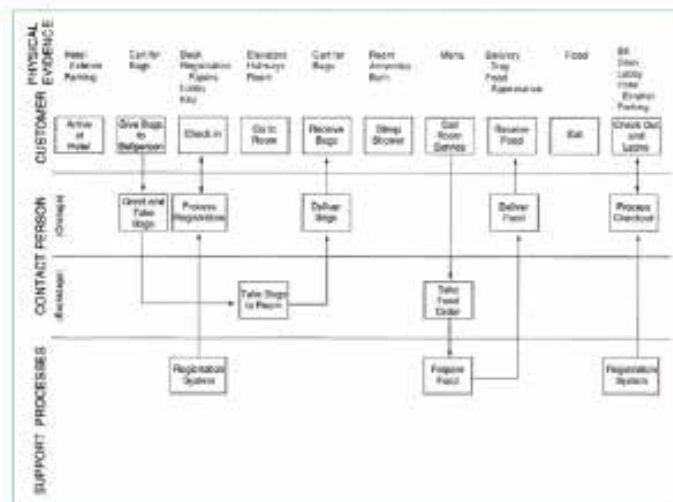 PHYSICAL
EVIDENCE
Hotel
Exterior
Parking
Cart for
Bags
Desk
Registration
Papers
Lobby
Key
Elevators
Hallways
Room
Cart for
Bags
Room
Amenities
Menu
Delivery
Tray
Food
Appearance
Food
Bill
Desk
Lobby
Hotel
Exterior
Parking
CUSTOMER
Arrive
at
Hotel
Give Bags
to
Bellperson
Check in
Go to
Room
Receive
Bags
Sleep
Shower
Call
Room
Service
Receive
Food
Eat
Check Out
and
Leave
CONTACT PERSON
(Onstage)
Greet and
Take
Bags
Process
Registration
Deliver
Bags
Deliver
Food
Process
Checkout
(Backstage)
Take Bags
to Room
Take
Food
Order
SUPPORT PROCESSES
Registration
System
Prepare
Food
Registration
System